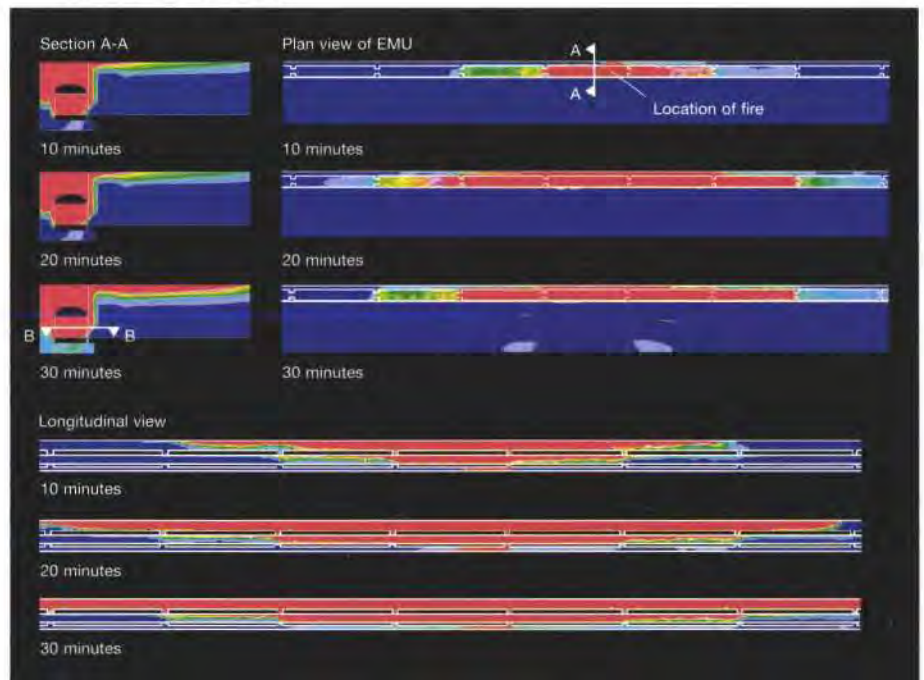 Section A-A
Plan view of EMU
A
A
Location of fire
10 minutes
10 minutes
20 minutes
20 minutes
B
B
30 minutes
30 minutes
Longitudinal view
10 minutes
20 minutes
30 minutes